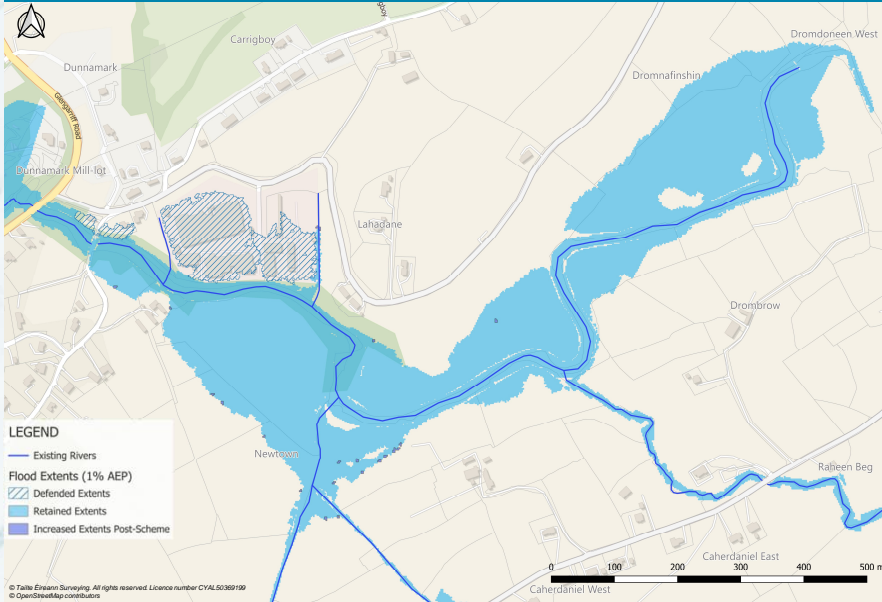 Carrigboy
gboy
Dromdoneen West
Dunnamark
Dromnafinshin
Glengarriff Road
Dunnamark Mill-lot
Lahadane
Drombrow
LEGEND
Existing Rivers
Flood Extents (1% AEP)
Defended Extents
Retained Extents
Increased Extents Post-Scheme
Newtown
Raheen Beg
Caherdaniel East
Caherdaniel West
0 100 200 300 400 500 m
© Tailte Éireann Surveying. All rights reserved. Licence number CYAL50369199
© OpenStreetMap contributors